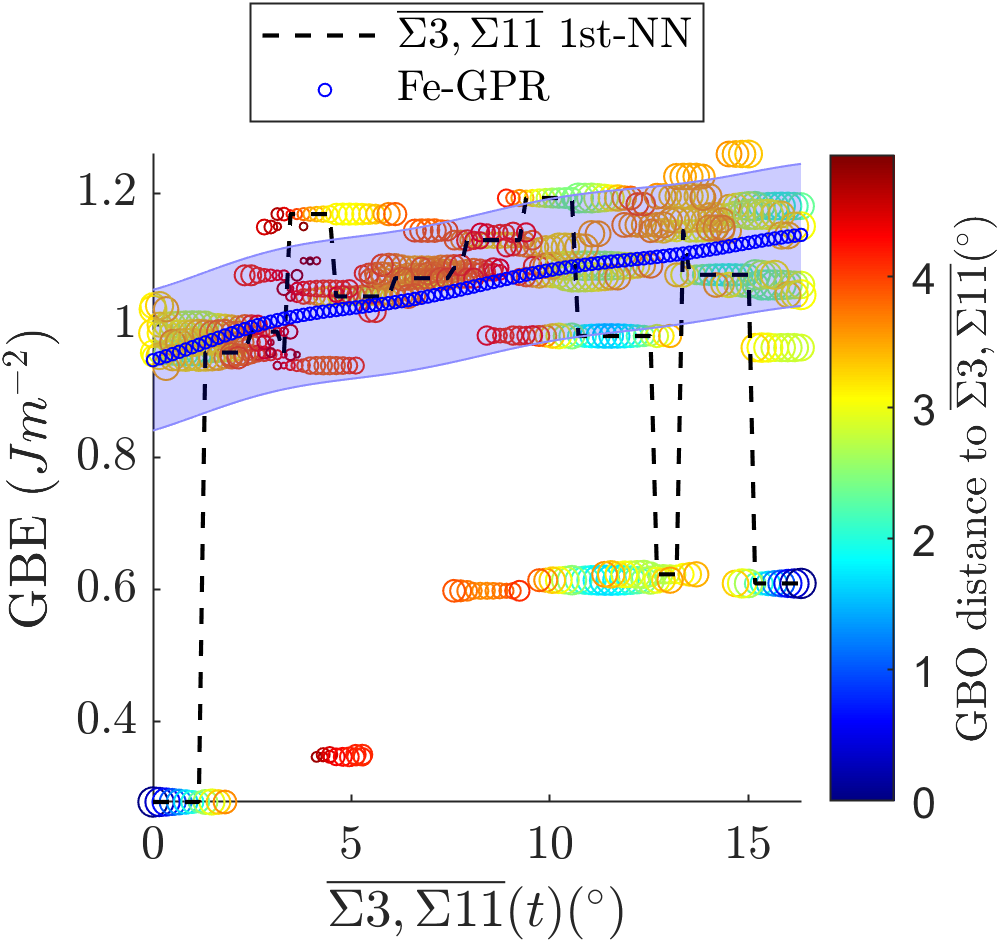 Σ3, Σ11 1st-NN
Fe-GPR
GBE (Jm⁻²)
1.2
1
0.8
0.6
0.4
0
5
10
15
Σ3, Σ11(t)(°)
4
3
2
1
0
GBO distance to Σ3, Σ11(°)